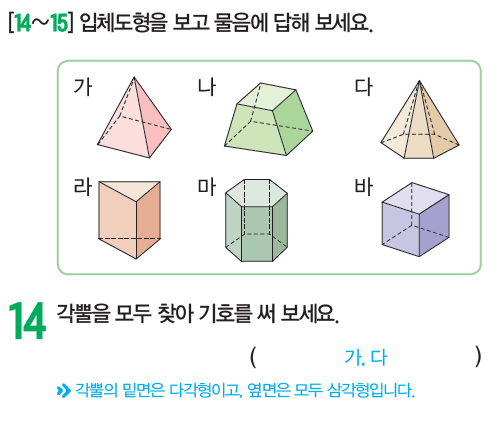 [14~15] 입체도형을 보고 물음에 답해 보세요.
가 나 다
라 마 바
14 각뿔을 모두 찾아 기호를 써 보세요.
( 가, 다 )
각뿔의 밑면은 다각형이고, 옆면은 모두 삼각형입니다.